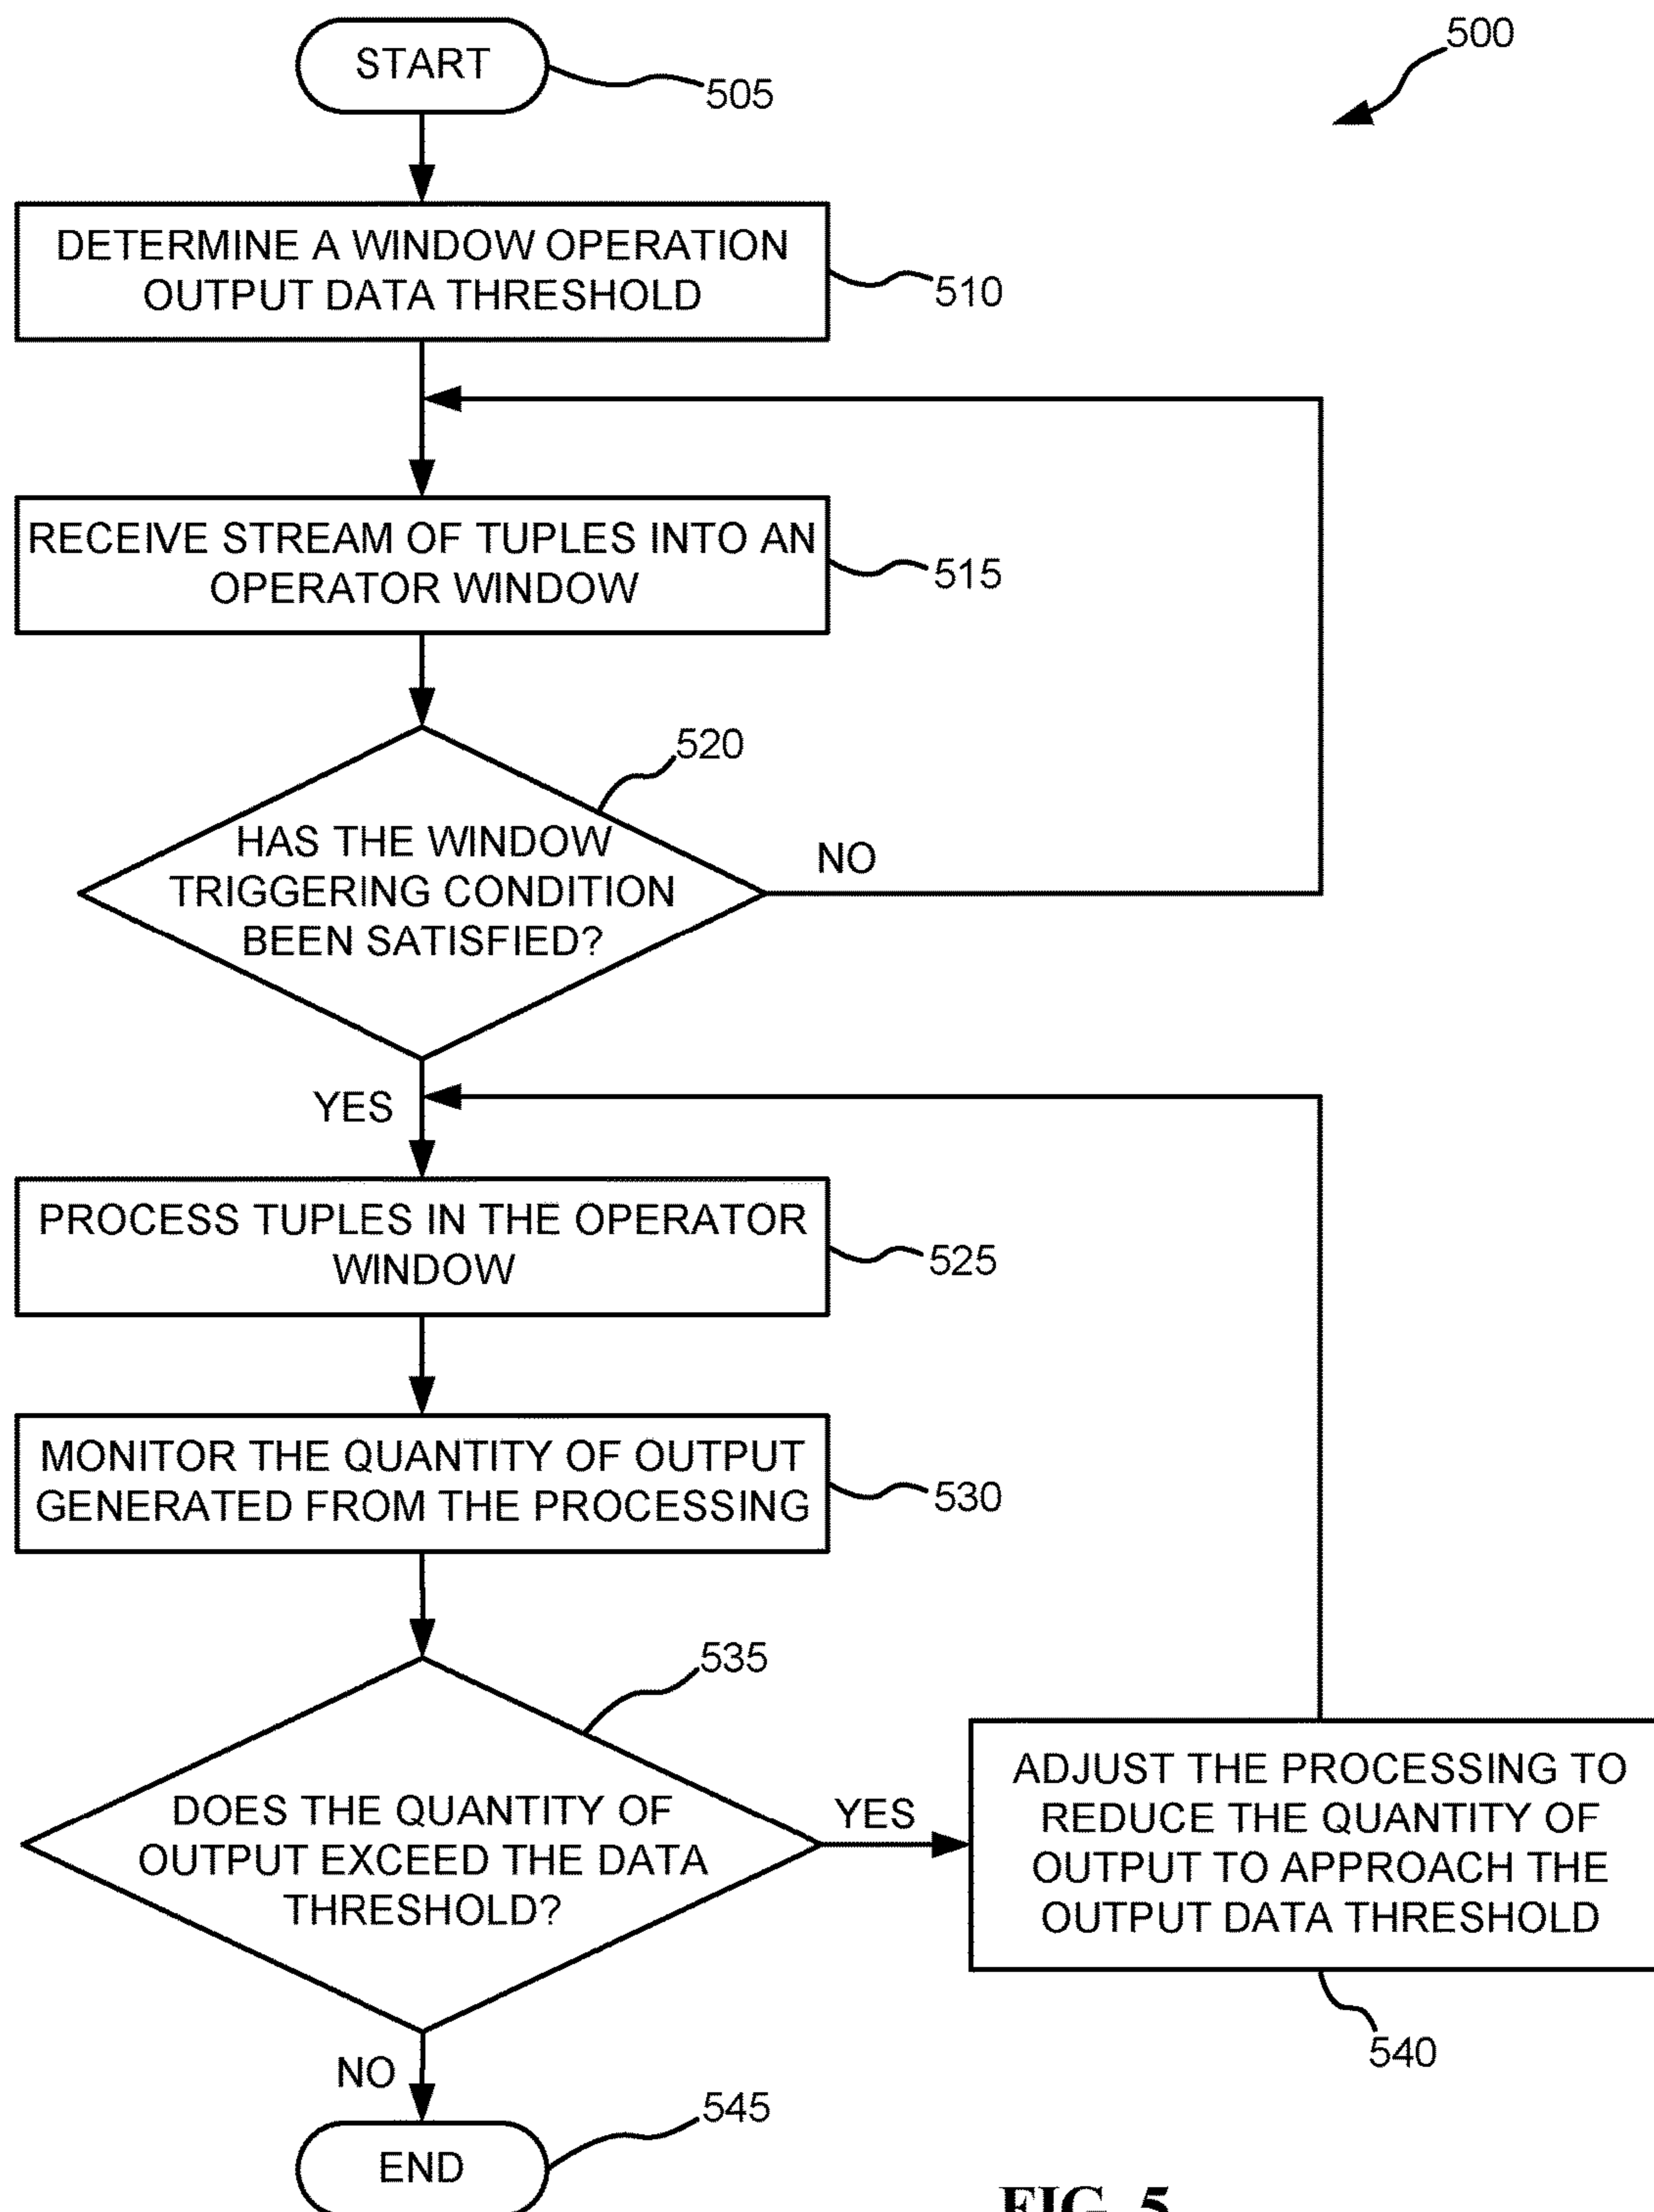 START
505
500
DETERMINE A WINDOW OPERATION
OUTPUT DATA THRESHOLD
510
RECEIVE STREAM OF TUPLES INTO AN
OPERATOR WINDOW
515
520
HAS THE WINDOW
TRIGGERING CONDITION
BEEN SATISFIED?
NO
YES
PROCESS TUPLES IN THE OPERATOR
WINDOW
525
MONITOR THE QUANTITY OF OUTPUT
GENERATED FROM THE PROCESSING
530
535
DOES THE QUANTITY OF
OUTPUT EXCEED THE DATA
THRESHOLD?
YES
ADJUST THE PROCESSING TO
REDUCE THE QUANTITY OF
OUTPUT TO APPROACH THE
OUTPUT DATA THRESHOLD
540
NO
545
END
FIG. 5